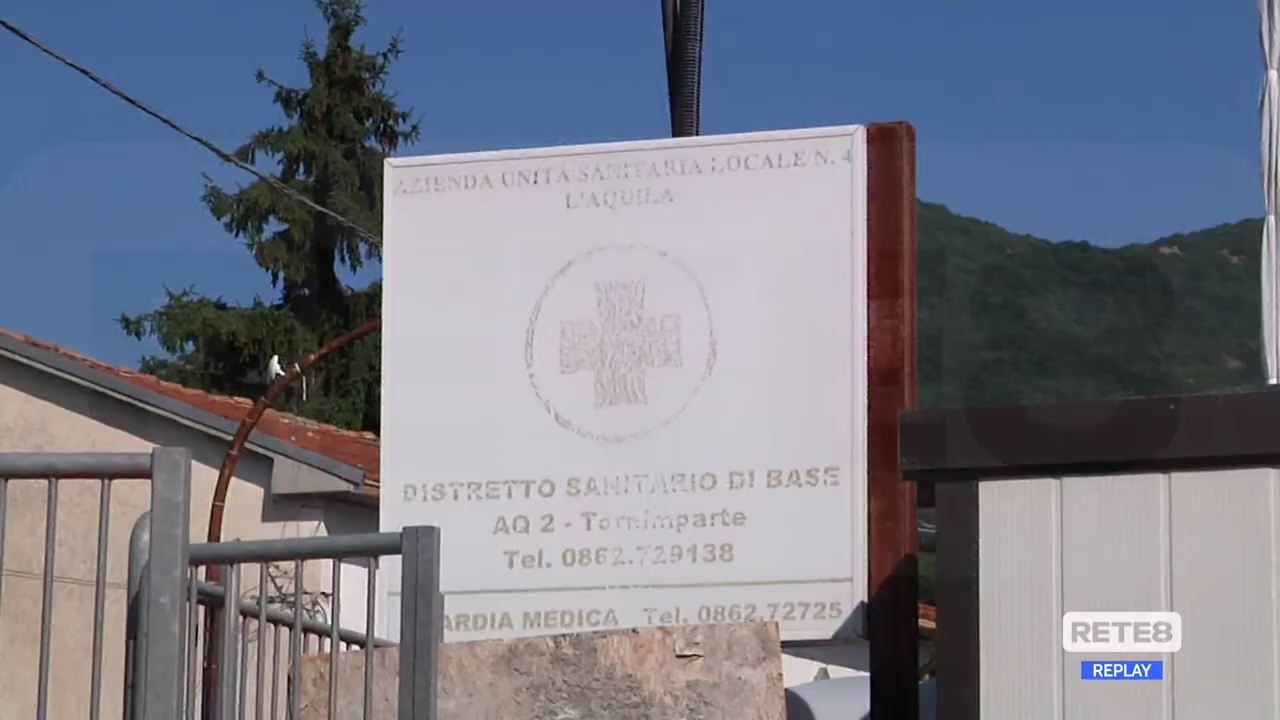 AZIENDA UNITÀ SANITARIA LOCALE N. 4
L'AQUILA
DISTRETTO SANITARIO DI BASE
AQ 2 - Tornimparte
Tel. 0862.729138
ARDIA MEDICA Tel. 0862.72725
RETE8
REPLAY